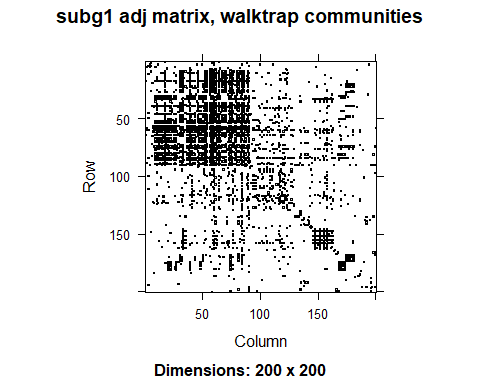 subg1 adj matrix, walktrap communities
50
100
150
Row
50 100 150
Column
Dimensions: 200 x 200